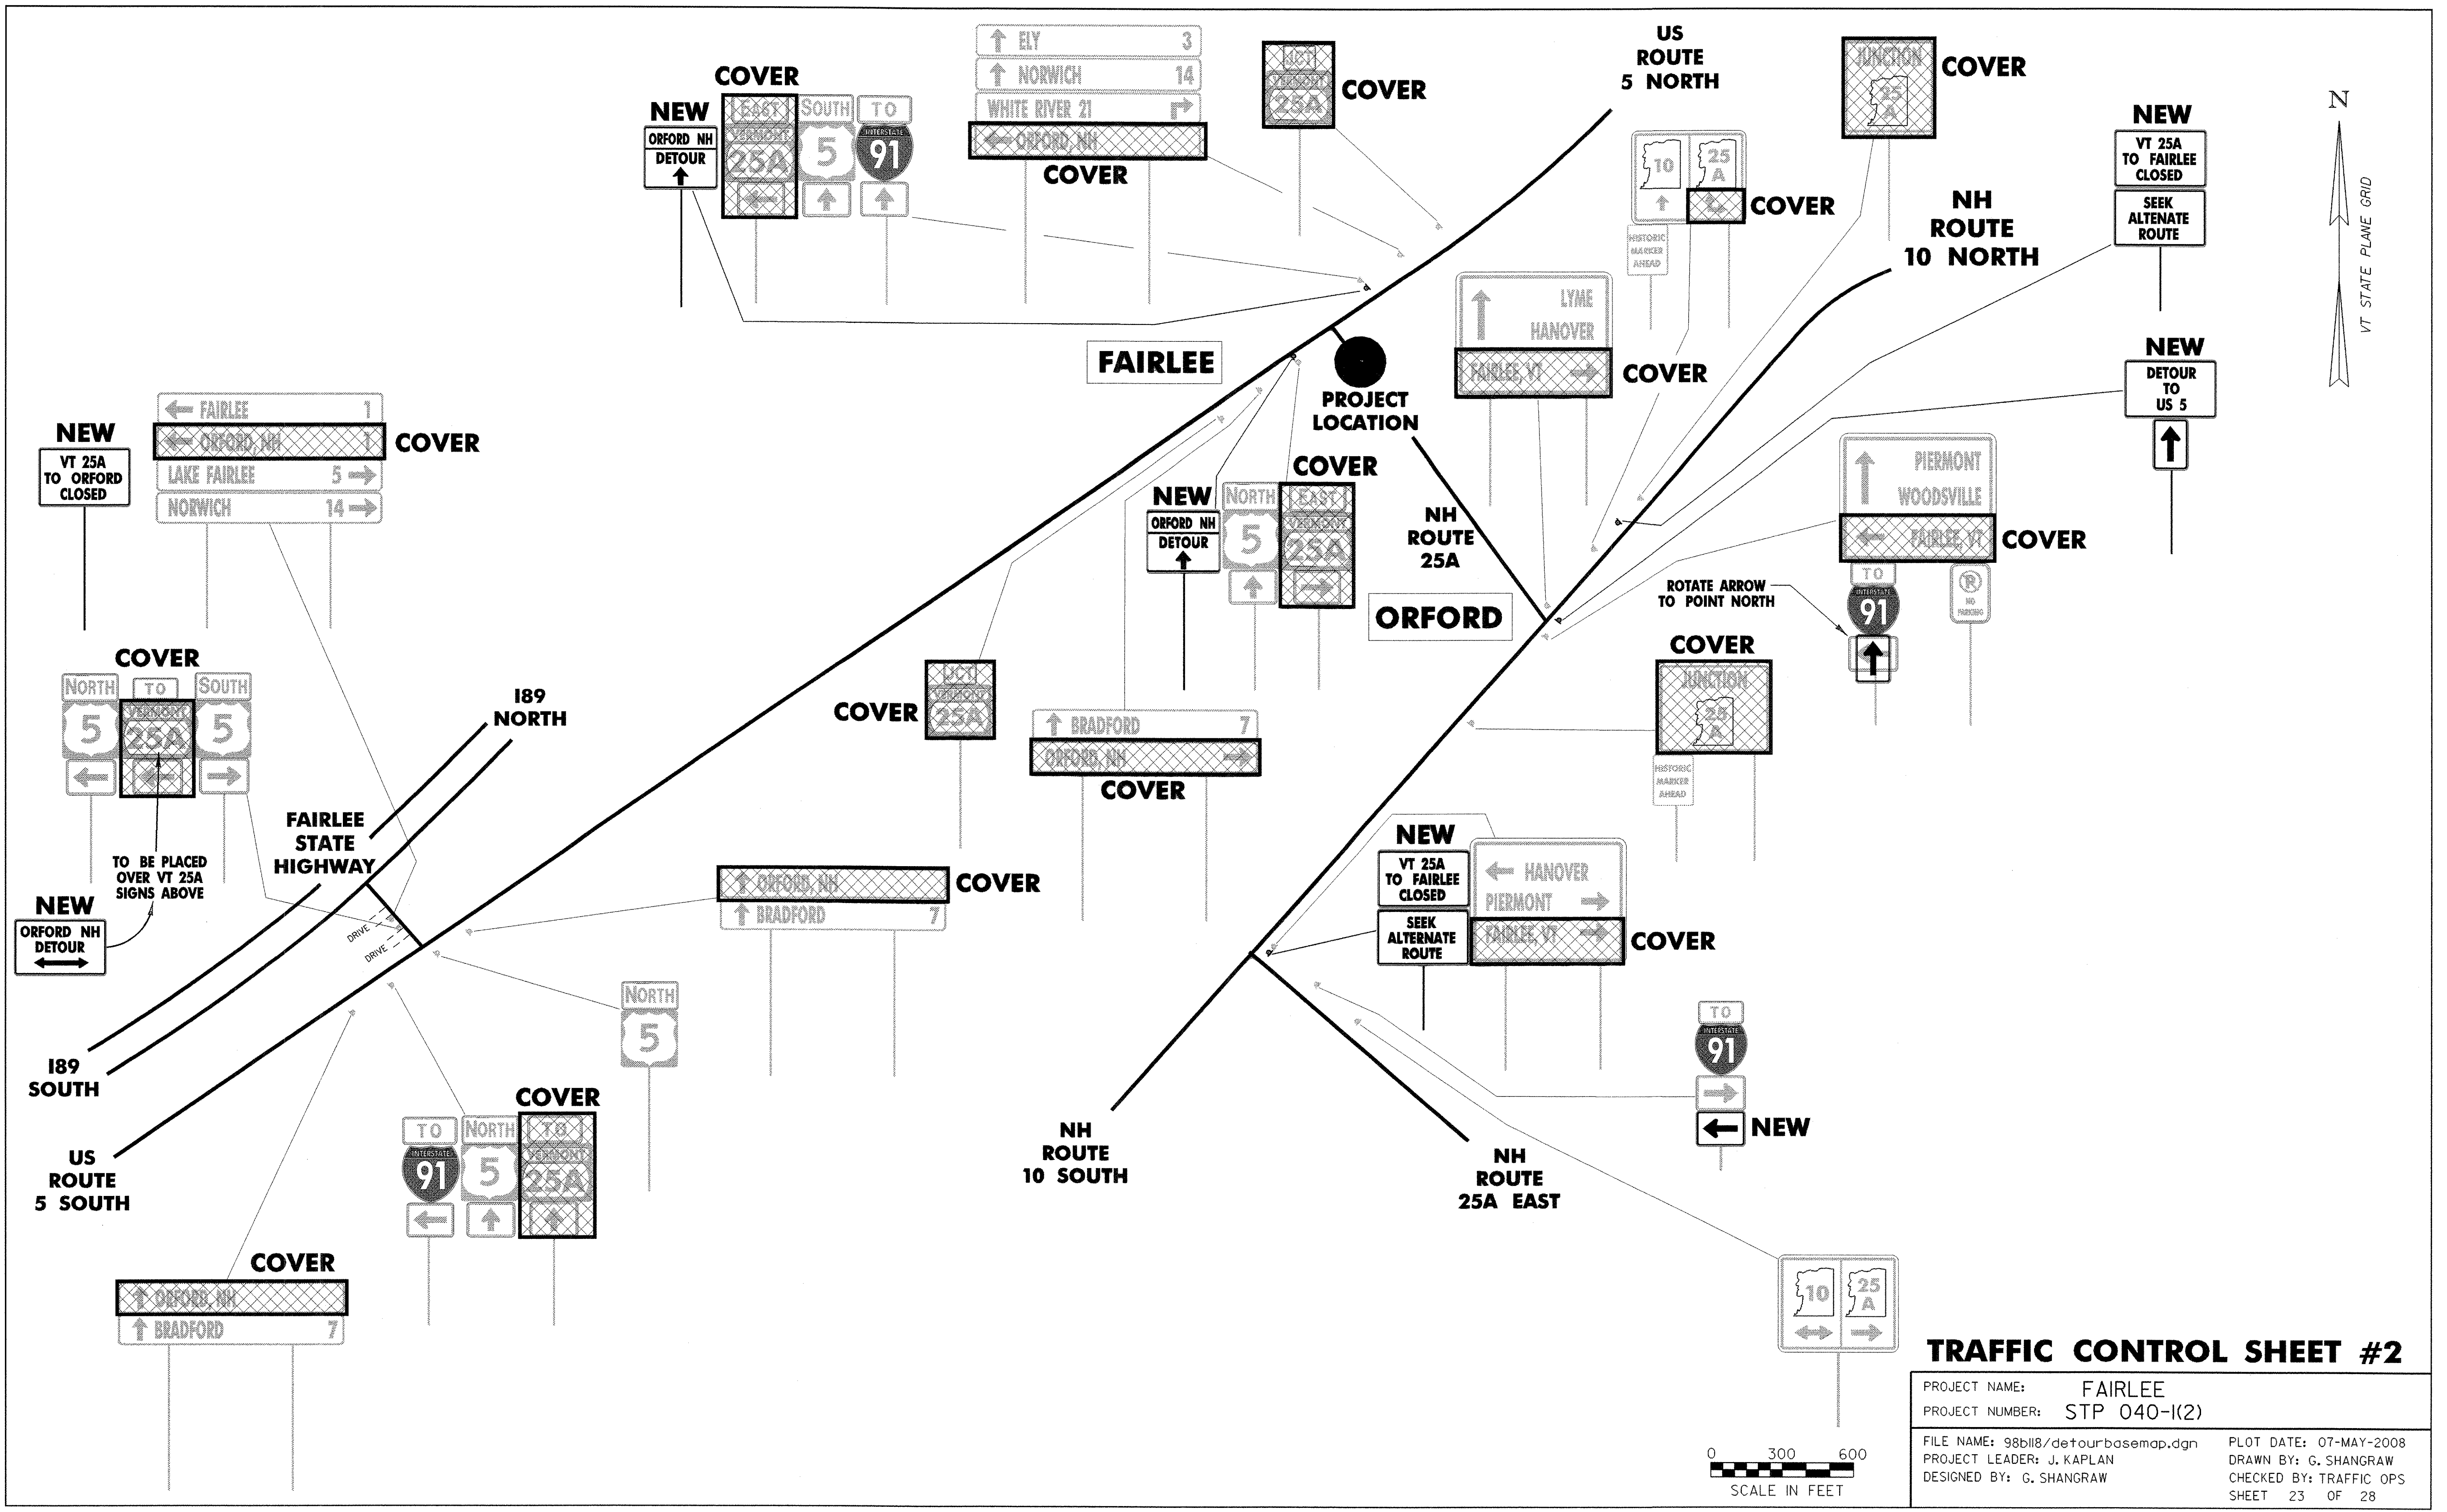 ↑ ELY 3
↑ NORWICH 14
WHITE RIVER 21
← ORFORD, NH
COVER
NEW
ORFORD NH
DETOUR
COVER
EAST
VERMONT
25A
SOUTH
5
TO
INTERSTATE
91
JCT
VERMONT
25A
COVER
US
ROUTE
5 NORTH
JUNCTION
25
A
COVER
10
25
A
COVER
HISTORIC
MARKER
AHEAD
NH
ROUTE
10 NORTH
NEW
VT 25A
TO FAIRLEE
CLOSED
SEEK
ALTENATE
ROUTE
N
VT STATE PLANE GRID
NEW
DETOUR
TO
US 5
FAIRLEE
PROJECT
LOCATION
LYME
HANOVER
FAIRLEE, VT
COVER
NEW
VT 25A
TO ORFORD
CLOSED
← FAIRLEE 1
← ORFORD, NH 1
COVER
LAKE FAIRLEE 5 →
NORWICH 14 →
NEW
ORFORD NH
DETOUR
NORTH
5
COVER
EAST
VERMONT
25A
NH
ROUTE
25A
ORFORD
PIERMONT
WOODSVILLE
← FAIRLEE, VT
COVER
TO
INTERSTATE
91
R
NO
PARKING
ROTATE ARROW
TO POINT NORTH
COVER
JUNCTION
25
A
HISTORIC
MARKER
AHEAD
COVER
NORTH
5
TO
VERMONT
25A
SOUTH
5
TO BE PLACED
OVER VT 25A
SIGNS ABOVE
NEW
ORFORD NH
DETOUR
I89
NORTH
FAIRLEE
STATE
HIGHWAY
DRIVE
DRIVE
I89
SOUTH
US
ROUTE
5 SOUTH
COVER
JCT
VERMONT
25A
↑ BRADFORD 7
ORFORD, NH →
COVER
↑ ORFORD, NH
COVER
↑ BRADFORD 7
NORTH
5
TO
INTERSTATE
91
NORTH
5
COVER
TO
VERMONT
25A
COVER
↑ ORFORD, NH
↑ BRADFORD 7
NEW
VT 25A
TO FAIRLEE
CLOSED
SEEK
ALTERNATE
ROUTE
← HANOVER
PIERMONT →
FAIRLEE, VT →
COVER
TO
INTERSTATE
91
NEW
NH
ROUTE
10 SOUTH
NH
ROUTE
25A EAST
10
25
A
TRAFFIC CONTROL SHEET #2
PROJECT NAME: FAIRLEE
PROJECT NUMBER: STP 040-1(2)
FILE NAME: 98b118/detourbasemap.dgn
PROJECT LEADER: J. KAPLAN
DESIGNED BY: G. SHANGRAW
PLOT DATE: 07-MAY-2008
DRAWN BY: G. SHANGRAW
CHECKED BY: TRAFFIC OPS
SHEET 23 OF 28
0 300 600
SCALE IN FEET